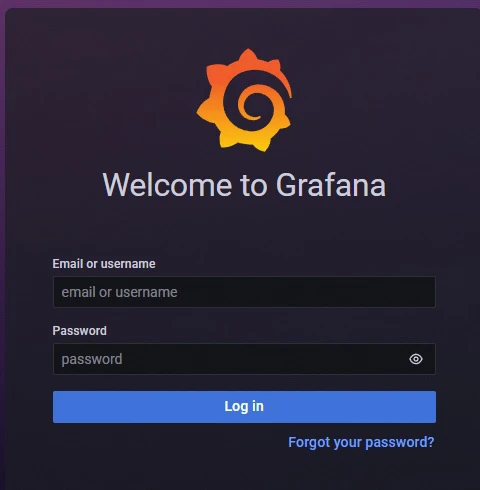 Welcome to Grafana
Email or username
email or username
Password
password
Log in
Forgot your password?